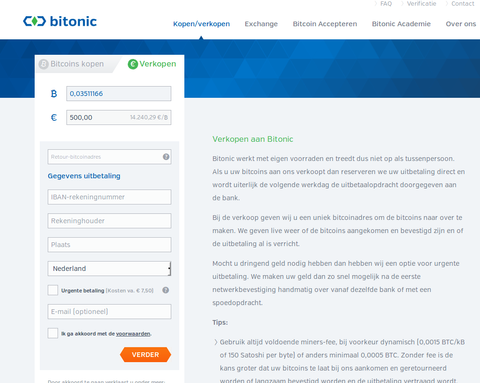 FAQ
Verificatie
Contact
bitonic
Kopen/verkopen
Exchange
Bitcoin Accepteren
Bitonic Academie
Over ons
Bitcoins kopen
€ Verkopen
0,03511166
€
500,00
14.240,29 €/B
Retour-bitcoinadres
Gegevens uitbetaling
IBAN-rekeningnummer
Rekeninghouder
Plaats
Nederland
Urgente betaling (Kosten va. € 7,50)
E-mail (optioneel)
Ik ga akkoord met de voorwaarden.
VERDER
Verkopen aan Bitonic
Bitonic werkt met eigen voorraden en treedt dus niet op als tussenpersoon.
Als u uw bitcoins aan ons verkoopt dan reserveren we uw uitbetaling direct en
wordt uiterlijk de volgende werkdag de uitbetaalopdracht doorgegeven aan
de bank.
Bij de verkoop geven wij u een uniek bitcoinadres om de bitcoins naar over te
maken. We geven live weer of de bitcoins aangekomen en bevestigd zijn en of
de uitbetaling al is verricht.
Mocht u dringend geld nodig hebben dan hebben wij een optie voor urgente
uitbetaling. We maken uw geld dan zo snel mogelijk na de eerste
netwerkbevestiging handmatig over vanaf dezelfde bank of met een
spoedopdracht.
Tips:
Gebruik altijd voldoende miners-fee, bij voorkeur dynamisch (0,0015 BTC/kB
of 150 Satoshi per byte) of anders minimaal 0,0005 BTC. Zonder fee is de
kans groter dat uw bitcoins te laat bij ons aankomen en geretourneerd
worden of langzaam bevestigd worden en de uitbetaling vertraagd wordt